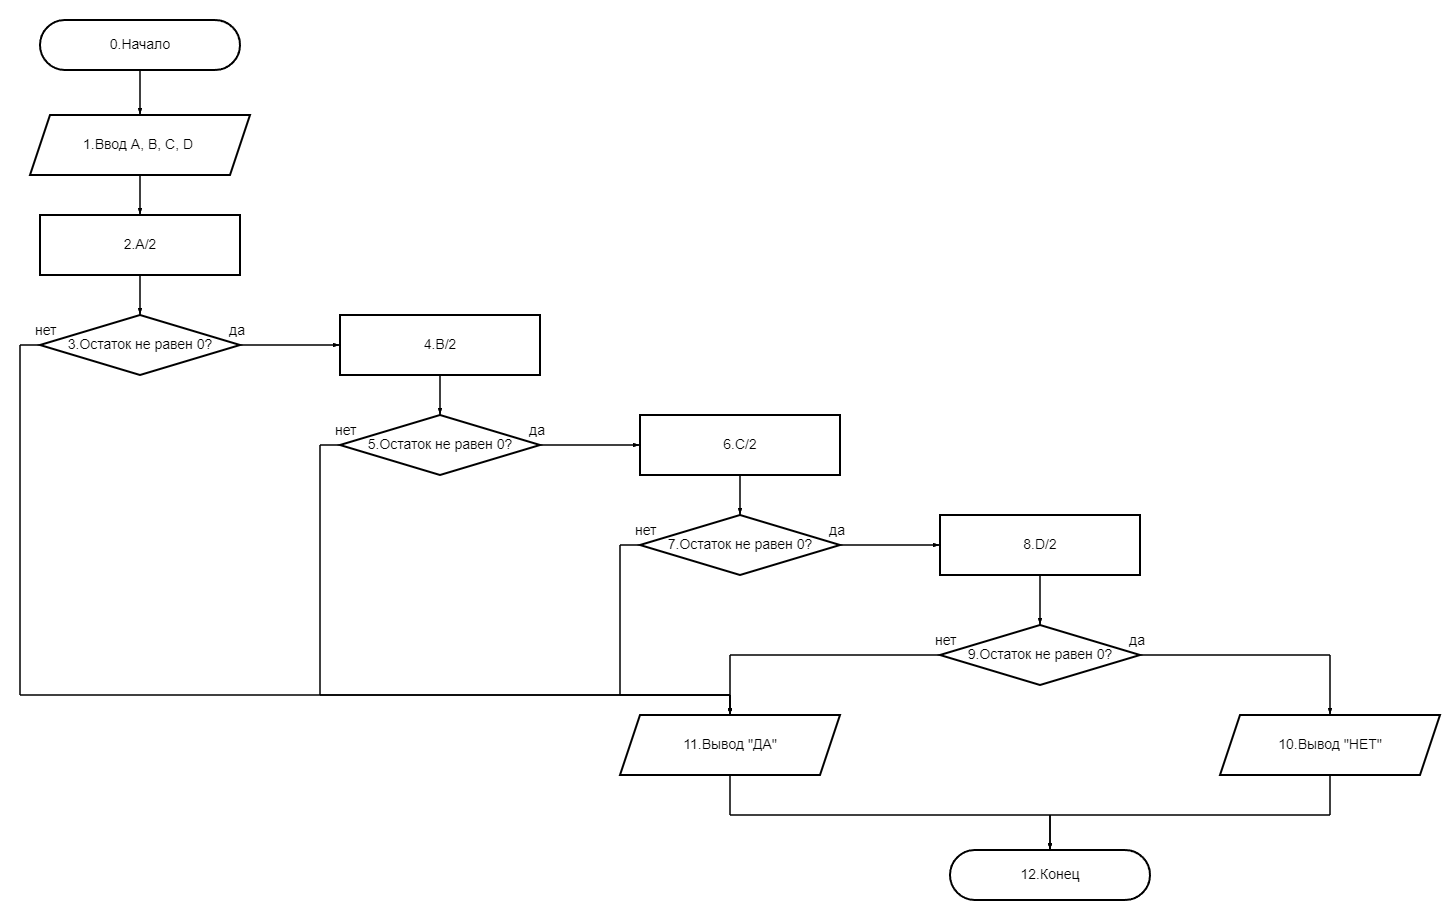 0.Начало
1.Ввод A, B, C, D
2.A/2
нет
да
3.Остаток не равен 0?
4.B/2
нет
да
5.Остаток не равен 0?
6.C/2
нет
да
7.Остаток не равен 0?
8.D/2
нет
да
9.Остаток не равен 0?
11.Вывод "ДА"
10.Вывод "НЕТ"
12.Конец